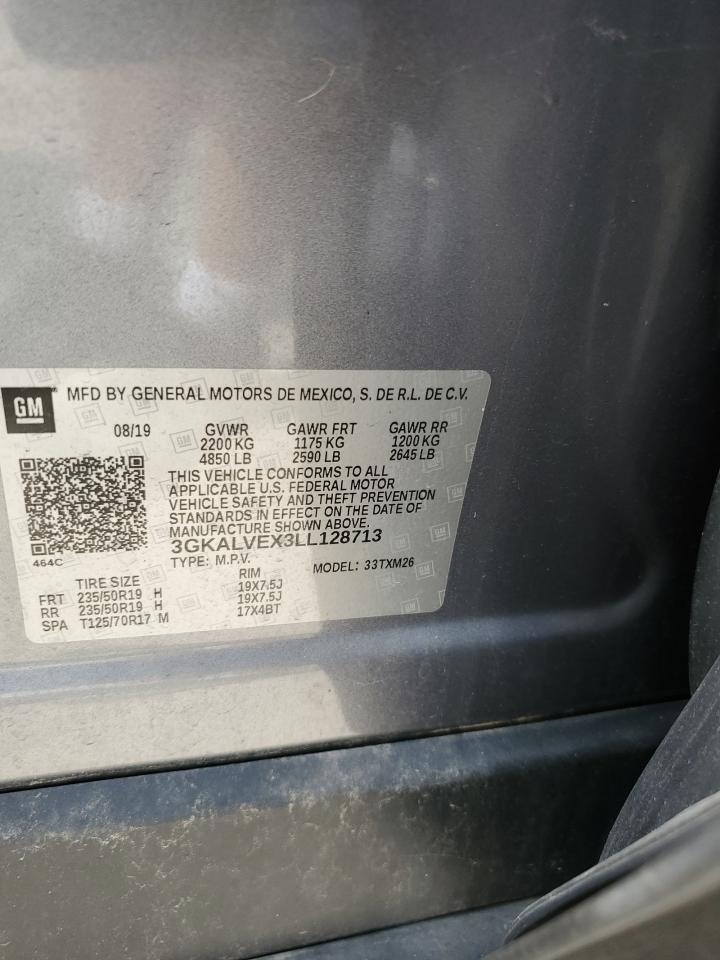 GM MFD BY GENERAL MOTORS DE MEXICO, S. DE R.L. DE C.V.
08/19 GVWR GAWR FRT GAWR RR
2200 KG 1175 KG 1200 KG
4850 LB 2590 LB 2645 LB
THIS VEHICLE CONFORMS TO ALL
APPLICABLE U.S. FEDERAL MOTOR
VEHICLE SAFETY AND THEFT PREVENTION
STANDARDS IN EFFECT ON THE DATE OF
MANUFACTURE SHOWN ABOVE.
3GKALVEX3LL128713
464C TYPE: M.P.V. MODEL: 33TXM26
TIRE SIZE RIM
FRT 235/50R19 H 19X7.5J
RR 235/50R19 H 19X7.5J
SPA T125/70R17 M 17X4BT